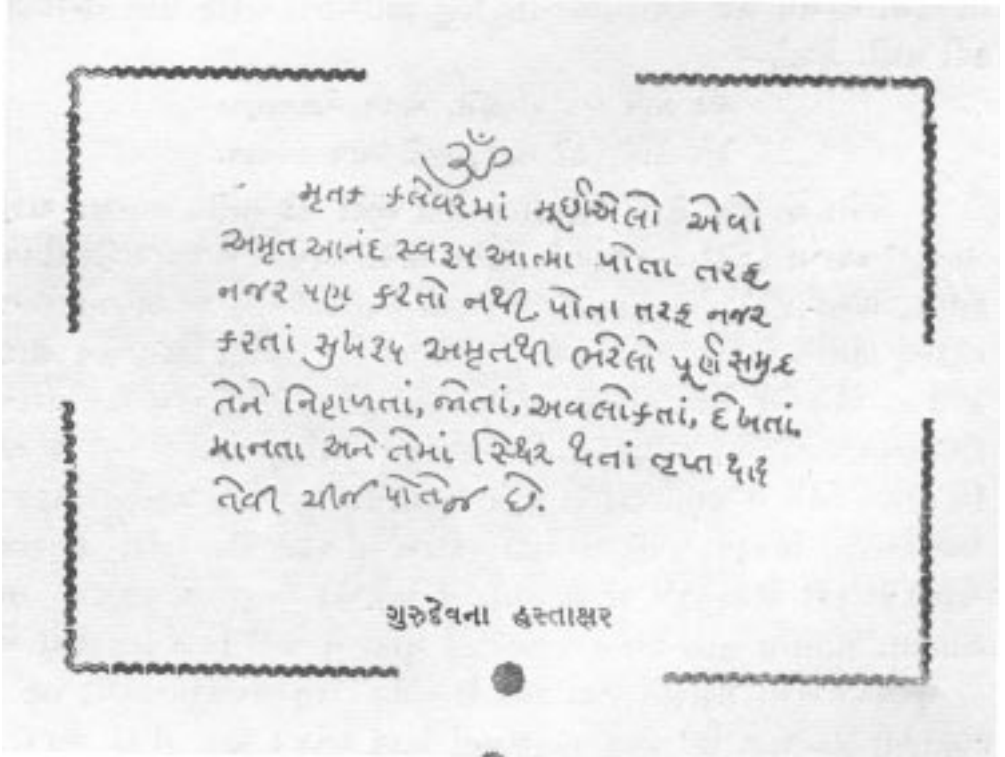 ॐ
મૃતક કલેવરમાં મૂર્છાએલો એવો
અમૃત આનંદ સ્વરૂપ આત્મા પોતા તરફ
નજર પણ કરતો નથી. પોતા તરફ નજર
કરતાં સુખરૂપ અમૃતથી ભરેલો પૂર્ણ સમુદ્ર
તેને નિહાળતાં, જોતાં, અવલોકતાં, દેખતાં,
માનતા અને તેમાં સ્થિર થતાં તૃપ્ત થાય
તેવી ચીજ પોતેજ છે.
ગુરુદેવના હસ્તાક્ષર